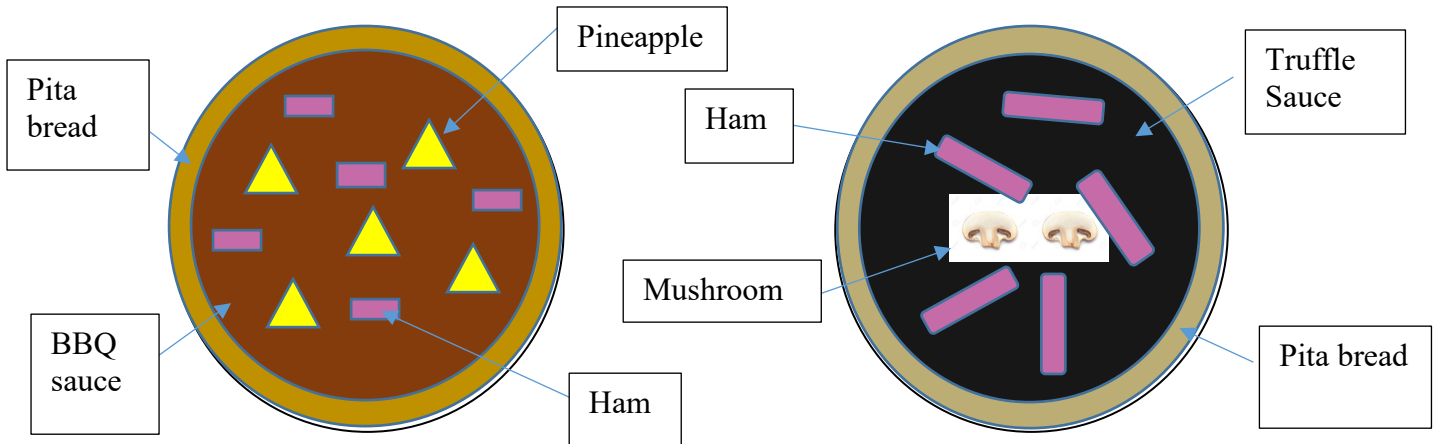 Pita
bread
Pineapple
BBQ
sauce
Ham
Ham
Mushroom
Truffle
Sauce
Pita bread